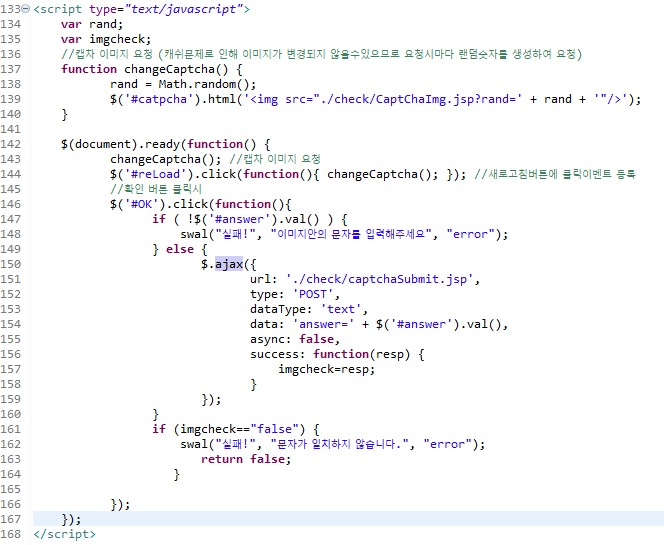 133 <script type="text/javascript">
134 var rand;
135 var imgcheck;
136 //캡차 이미지 요청 (캐쉬문제로 인해 이미지가 변경되지 않을수있으므로 요청시마다 랜덤숫자를 생성하여 요청)
137 function changeCaptcha() {
138 rand = Math.random();
139 $('#catpcha').html('<img src="./check/CaptChaImg.jsp?rand=' + rand + '"/>');
140 }
141
142 $(document).ready(function() {
143 changeCaptcha(); //캡차 이미지 요청
144 $('#reLoad').click(function(){ changeCaptcha(); }); //새로고침버튼에 클릭이벤트 등록
145 //확인 버튼 클릭시
146 $('#OK').click(function(){
147 if ( !$('#answer').val() ) {
148 swal("실패!", "이미지안의 문자를 입력해주세요", "error");
149 } else {
150 $.ajax({
151 url: './check/captchaSubmit.jsp',
152 type: 'POST',
153 dataType: 'text',
154 data: 'answer=' + $('#answer').val(),
155 async: false,
156 success: function(resp) {
157 imgcheck=resp;
158 }
159 });
160 }
161 if (imgcheck=="false") {
162 swal("실패!", "문자가 일치하지 않습니다.", "error");
163 return false;
164 }
165
166 });
167 });
168 </script>